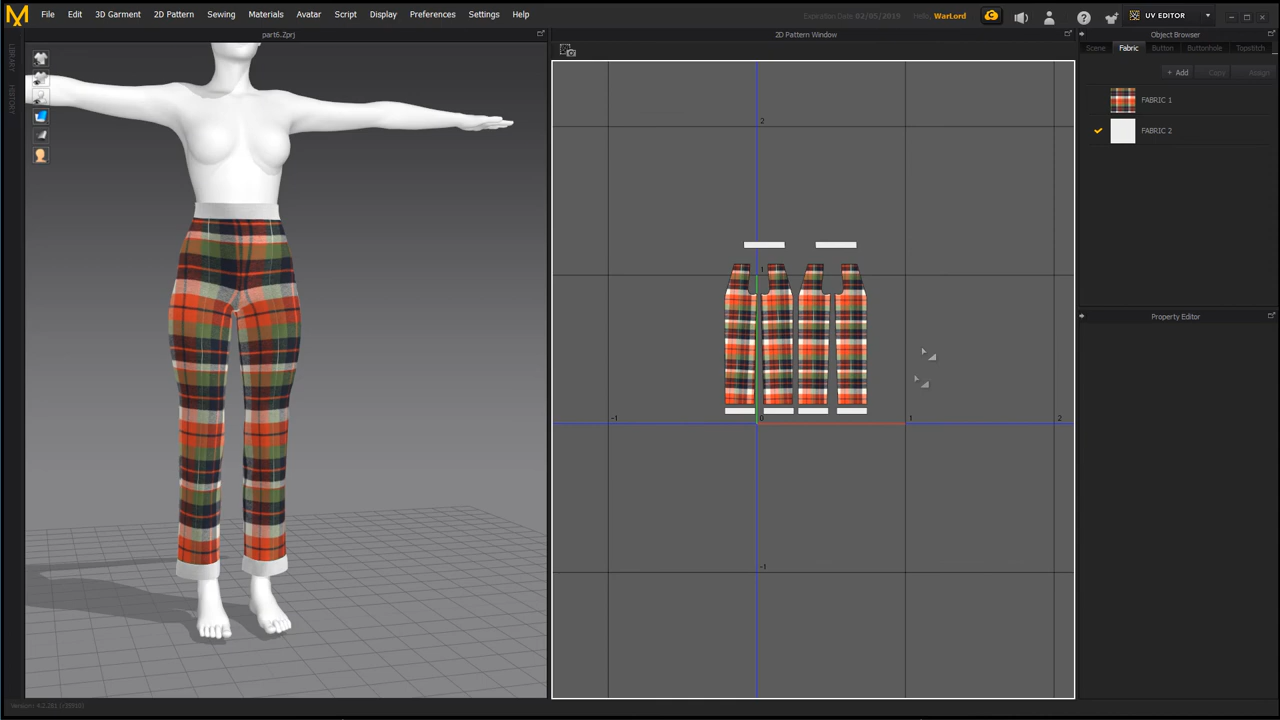 File Edit 3D Garment 2D Pattern Sewing Materials Avatar Script Display Preferences Settings Help
Expiration Date 02/05/2019 Hello, WarLord UV EDITOR
part6.Zprj
2D Pattern Window
Object Browser
LIBRARY
HISTORY
Scene Fabric Button Buttonhole Topstitch
+ Add Copy Assign
FABRIC 1
FABRIC 2
Property Editor
2
1
-1 0 1 2
-1